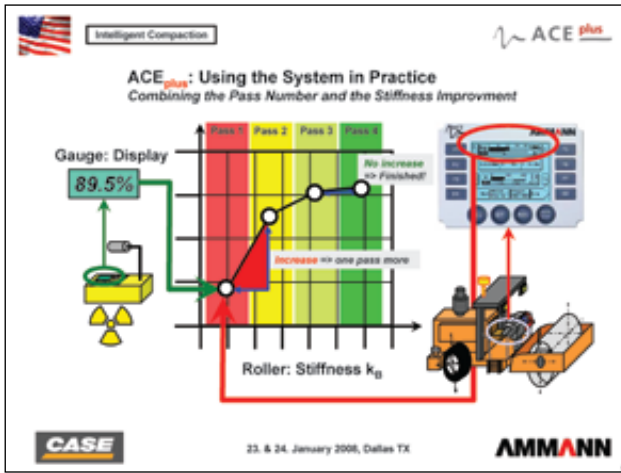 Intelligent Compaction
ACE plus
ACEplus: Using the System in Practice
Combining the Pass Number and the Stiffness Improvment
Pass 1 Pass 2 Pass 3 Pass 4
Gauge: Display
89.5%
No increase
=> Finished!
AMMANN
Increase => one pass more
Roller: Stiffness kB
CASE
23. & 24. January 2008, Dallas TX
AMMANN